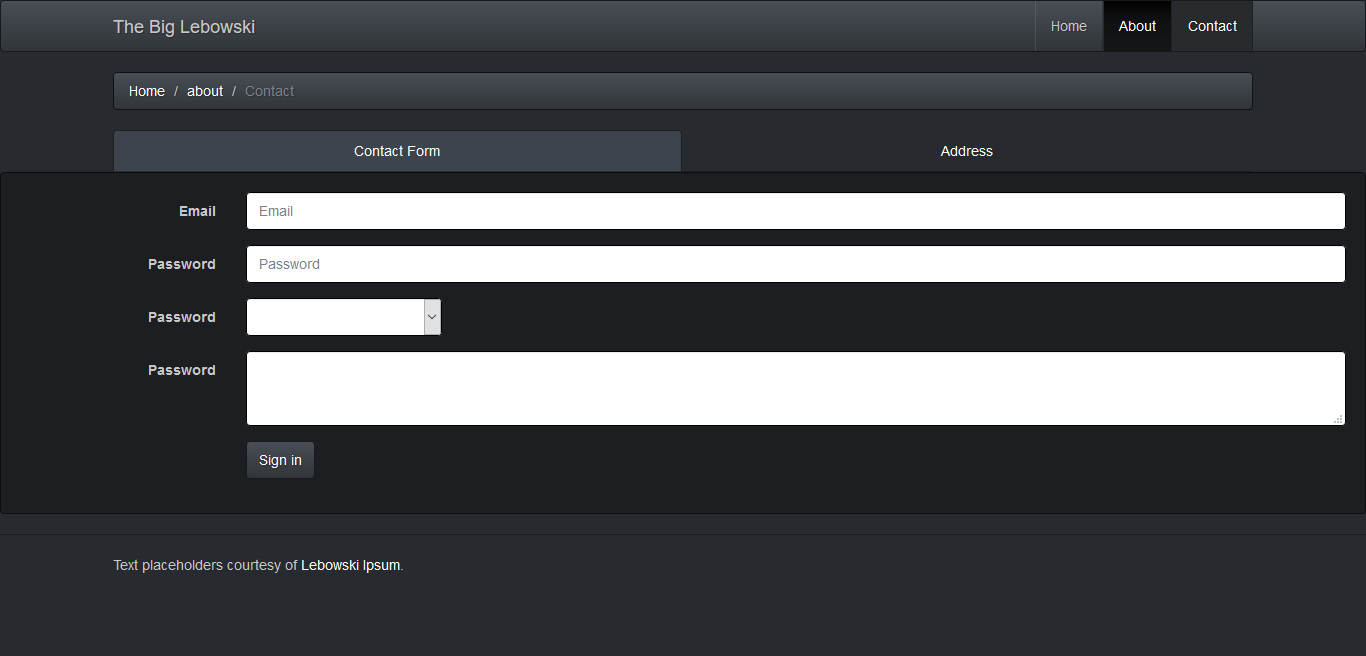 The Big Lebowski Home About Contact
Home / about / Contact
Contact Form Address
Email Email
Password Password
Password
Password
Sign in
Text placeholders courtesy of Lebowski Ipsum.